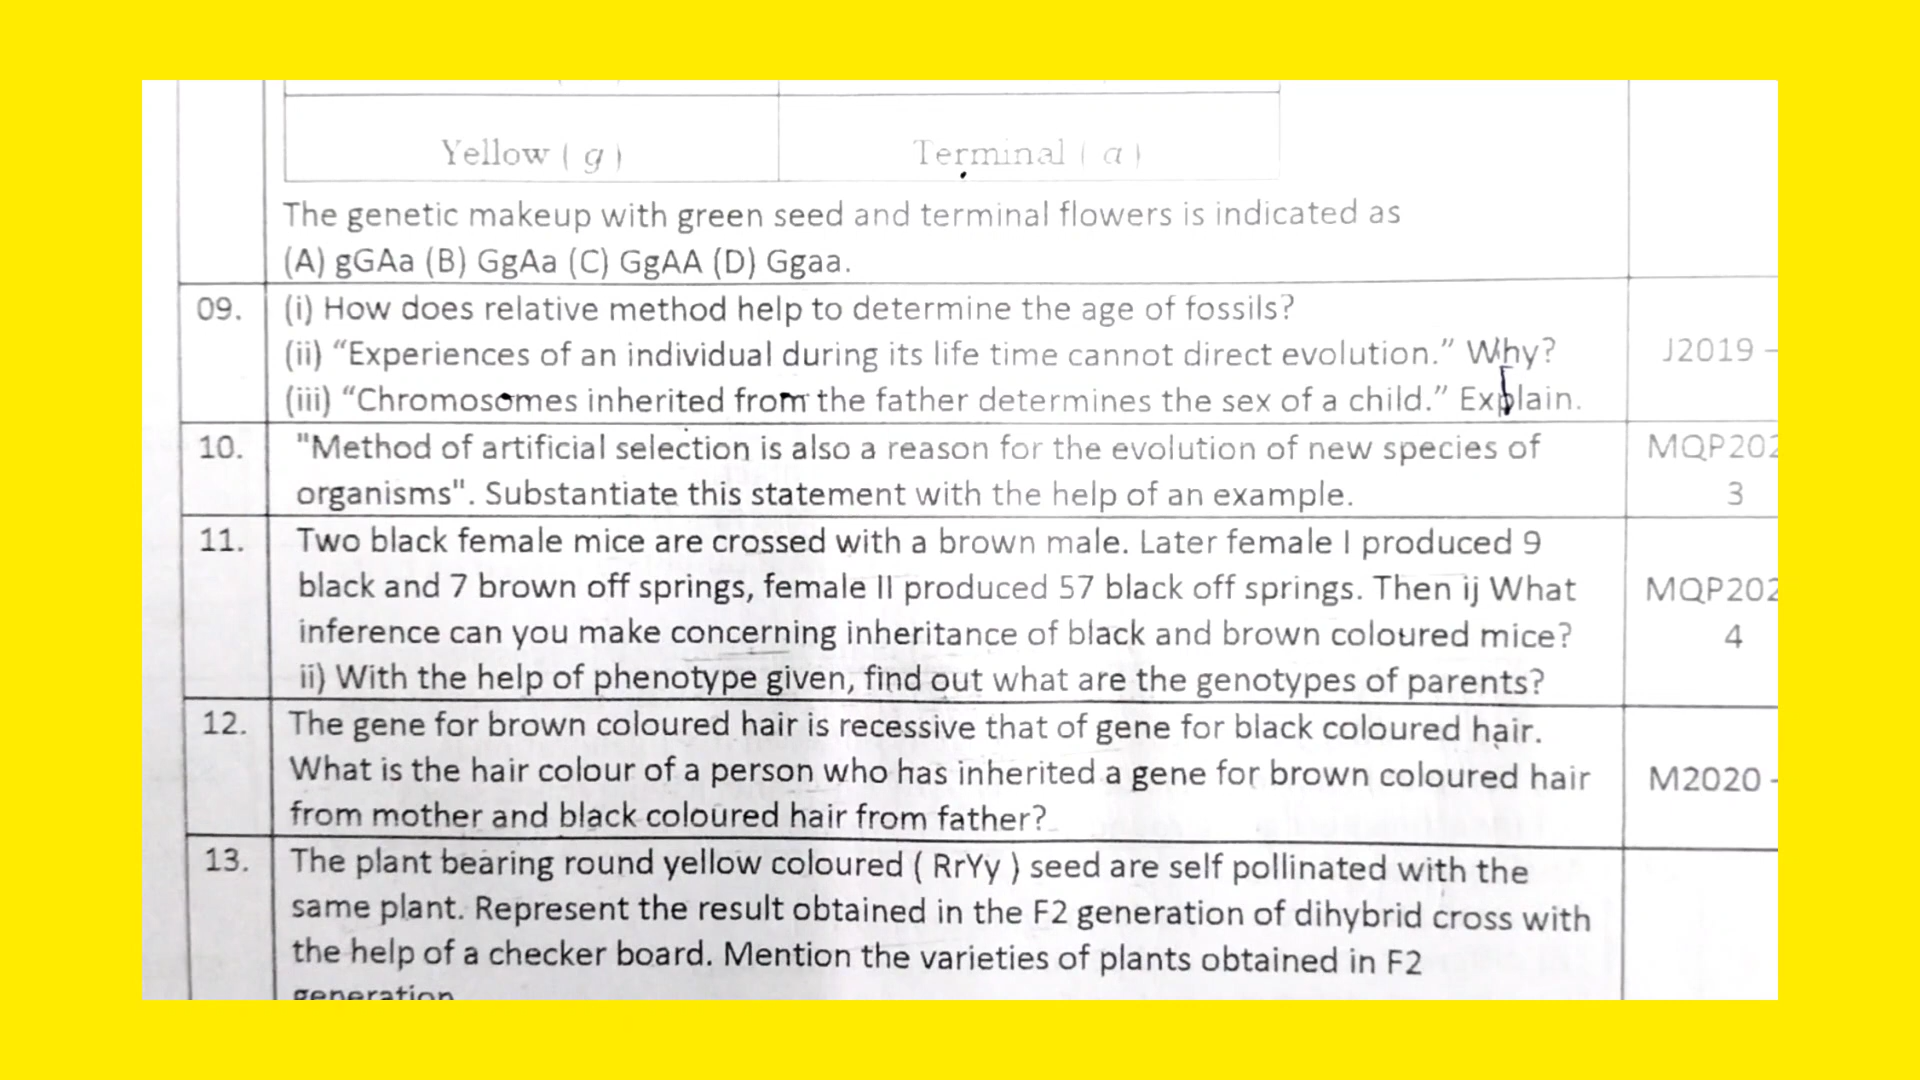 Yellow ( g )
Terminal ( a )
The genetic makeup with green seed and terminal flowers is indicated as
(A) gGAa (B) GgAa (C) GgAA (D) Ggaa.
09.
(i) How does relative method help to determine the age of fossils?
(ii) “Experiences of an individual during its life time cannot direct evolution.” Why?
(iii) “Chromosomes inherited from the father determines the sex of a child.” Explain.
J2019 –
10.
"Method of artificial selection is also a reason for the evolution of new species of
organisms". Substantiate this statement with the help of an example.
MQP202
3
11.
Two black female mice are crossed with a brown male. Later female I produced 9
black and 7 brown off springs, female II produced 57 black off springs. Then ij What
inference can you make concerning inheritance of black and brown coloured mice?
ii) With the help of phenotype given, find out what are the genotypes of parents?
MQP202
4
12.
The gene for brown coloured hair is recessive that of gene for black coloured hair.
What is the hair colour of a person who has inherited a gene for brown coloured hair
from mother and black coloured hair from father?
M2020 -
13.
The plant bearing round yellow coloured ( RrYy ) seed are self pollinated with the
same plant. Represent the result obtained in the F2 generation of dihybrid cross with
the help of a checker board. Mention the varieties of plants obtained in F2
generation